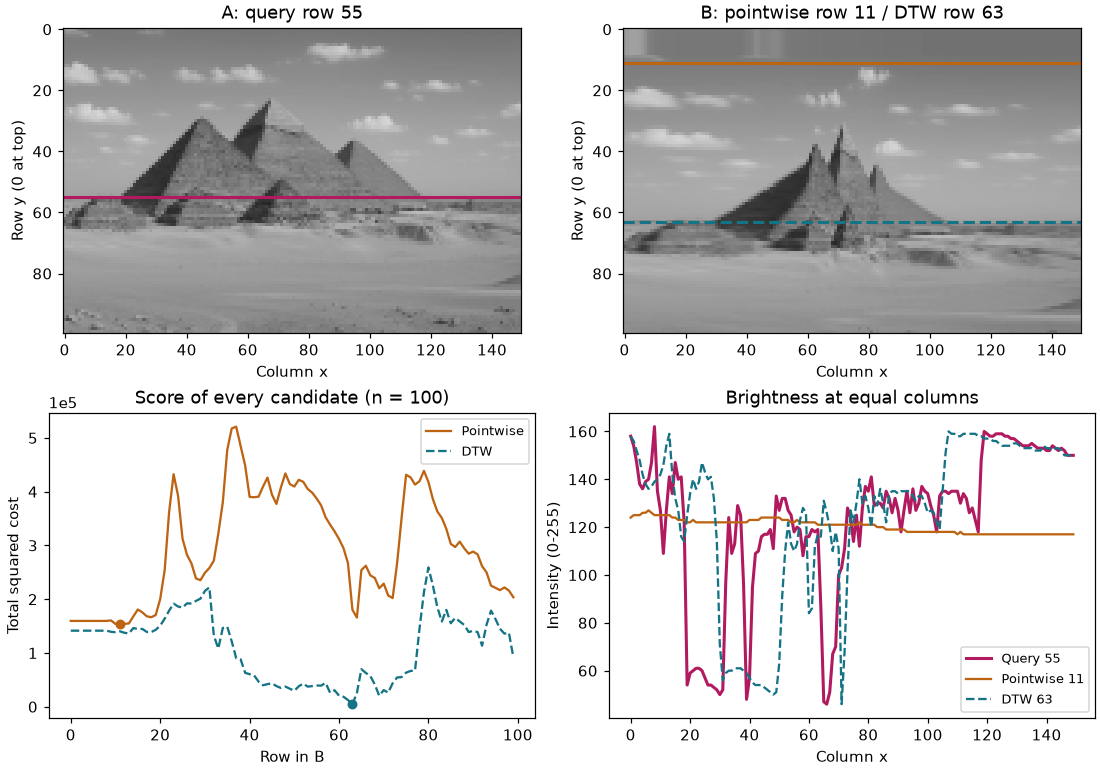 A: query row 55
B: pointwise row 11 / DTW row 63
Row y (0 at top)
0
20
40
60
80
0 20 40 60 80 100 120 140
Column x
Row y (0 at top)
0
20
40
60
80
0 20 40 60 80 100 120 140
Column x
Score of every candidate (n = 100)
1e5
Total squared cost
5
4
3
2
1
0
Pointwise
DTW
0 20 40 60 80 100
Row in B
Brightness at equal columns
Intensity (0-255)
160
140
120
100
80
60
Query 55
Pointwise 11
DTW 63
0 20 40 60 80 100 120 140
Column x